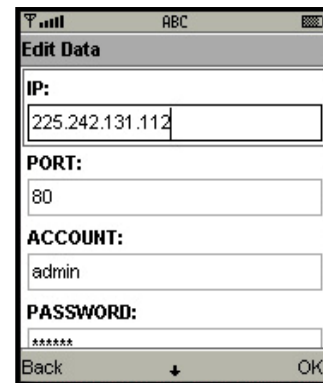 ABC
Edit Data
IP:
225.242.131.112
PORT:
80
ACCOUNT:
admin
PASSWORD:
******
Back
OK